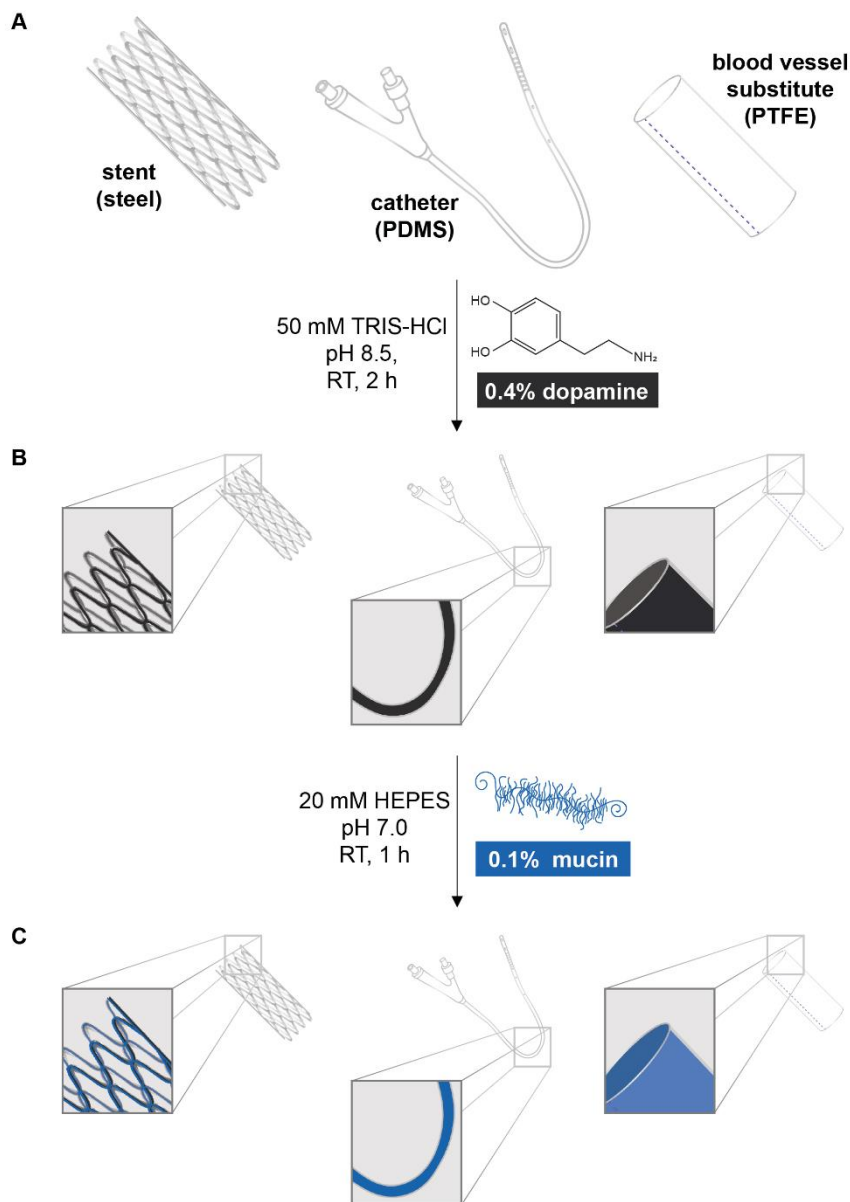 A
stent
(steel)
catheter
(PDMS)
blood vessel
substitute
(PTFE)
50 mM TRIS-HCl
pH 8.5,
RT, 2 h
HO
HO
NH₂
0.4% dopamine
B
20 mM HEPES
pH 7.0
RT, 1 h
0.1% mucin
C